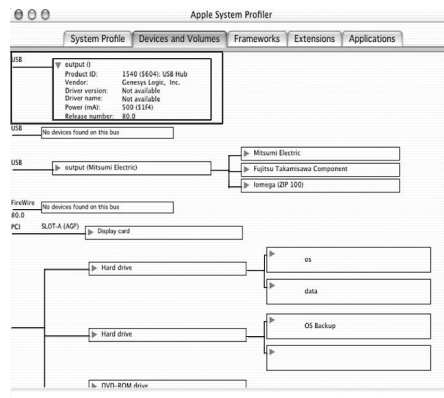 Apple System Profiler
System Profile Devices and Volumes Frameworks Extensions Applications
USB
output ()
Product ID: 1540 ($604): USB Hub
Vendor: Genesys Logic, Inc.
Driver version: Not available
Driver name: Not available
Power (mA): 500 ($1f4)
Release number: 80.0
USB
No devices found on this bus
USB
output (Mitsumi Electric)
Mitsumi Electric
Fujitsu Takamisawa Component
Iomega (ZIP 100)
FireWire
No devices found on this bus
80.0
PCI SLOT-A (AGP) Display card
Hard drive
os
data
Hard drive
OS Backup
DVD-ROM drive